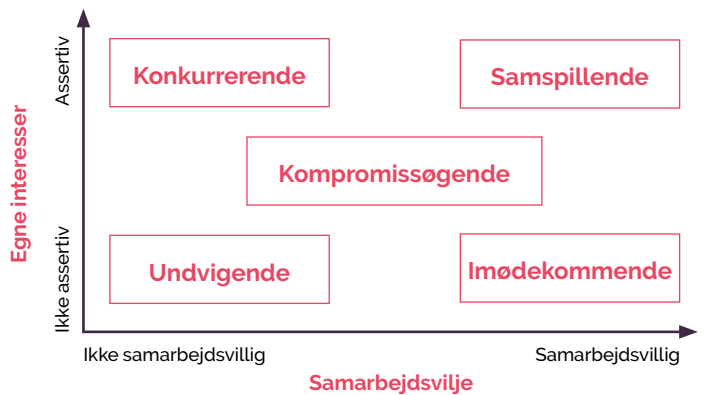 Egne interesser
Assertiv
Ikke assertiv
Konkurrerende
Samspillende
Kompromissøgende
Undvigende
Imødekommende
Ikke samarbejdsvillig
Samarbejdsvillig
Samarbejdsvilje